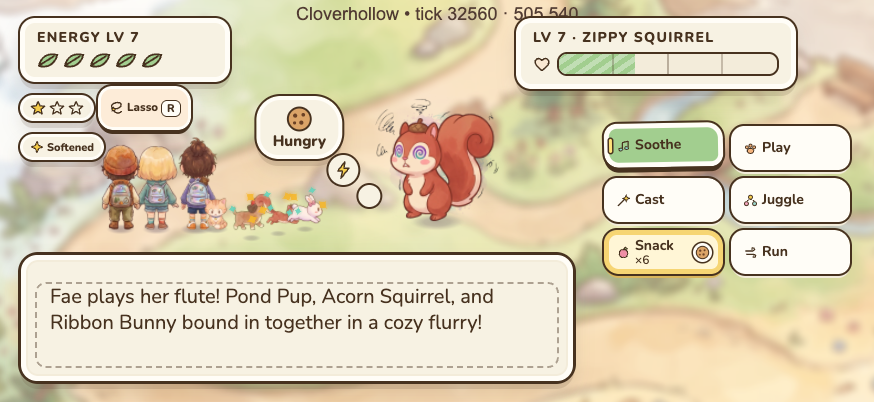 Cloverhollow • tick 32560 · 505,540
ENERGY LV 7
LV 7 · ZIPPY SQUIRREL
Lasso R
Softened
Hungry
Soothe
Play
Cast
Juggle
Snack
×6
Run
Fae plays her flute! Pond Pup, Acorn Squirrel, and
Ribbon Bunny bound in together in a cozy flurry!